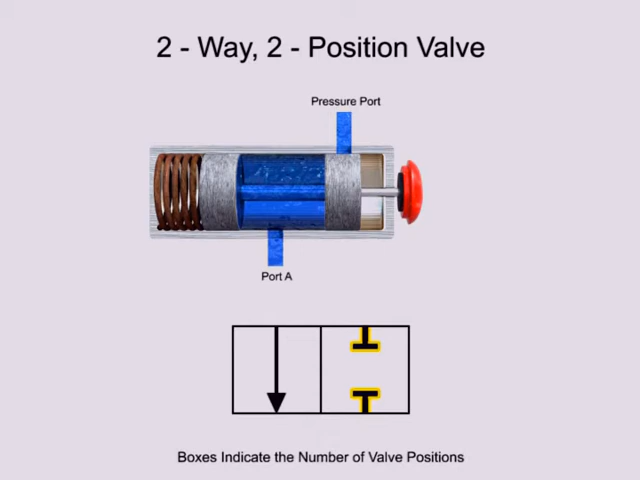 2 - Way, 2 - Position Valve
Pressure Port
Port A
Boxes Indicate the Number of Valve Positions